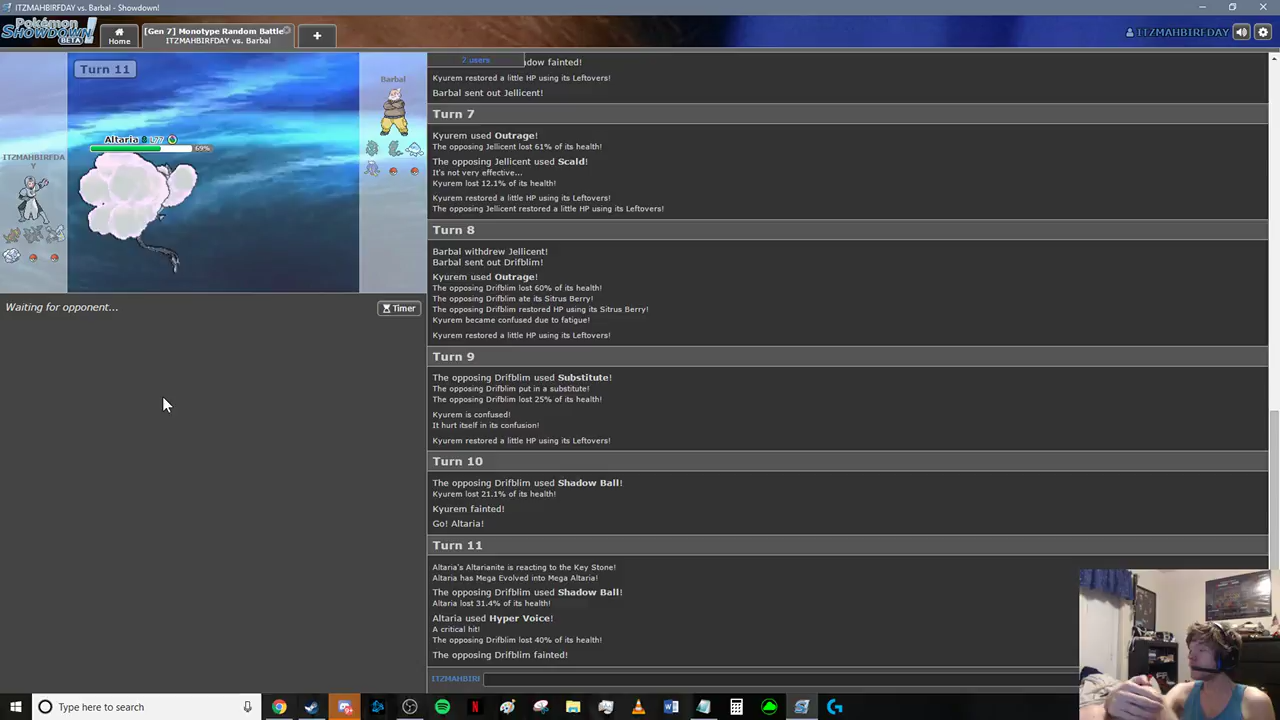 ITZMAHBIRFDAY vs. Barbal - Showdown!
Pokémon
SHOWDOWN
BETA
Home
[Gen 7] Monotype Random Battle
ITZMAHBIRFDAY vs. Barbal
ITZMAHBIRFDAY
Turn 11
Barbal
Altaria L77
69%
ITZMAHBIRFDA
Y
Waiting for opponent...
Timer
2 users
dow fainted!
Kyurem restored a little HP using its Leftovers!
Barbal sent out Jellicent!
Turn 7
Kyurem used Outrage!
The opposing Jellicent lost 61% of its health!
The opposing Jellicent used Scald!
It's not very effective...
Kyurem lost 12.1% of its health!
Kyurem restored a little HP using its Leftovers!
The opposing Jellicent restored a little HP using its Leftovers!
Turn 8
Barbal withdrew Jellicent!
Barbal sent out Drifblim!
Kyurem used Outrage!
The opposing Drifblim lost 60% of its health!
The opposing Drifblim ate its Sitrus Berry!
The opposing Drifblim restored HP using its Sitrus Berry!
Kyurem became confused due to fatigue!
Kyurem restored a little HP using its Leftovers!
Turn 9
The opposing Drifblim used Substitute!
The opposing Drifblim put in a substitute!
The opposing Drifblim lost 25% of its health!
Kyurem is confused!
It hurt itself in its confusion!
Kyurem restored a little HP using its Leftovers!
Turn 10
The opposing Drifblim used Shadow Ball!
Kyurem lost 21.1% of its health!
Kyurem fainted!
Go! Altaria!
Turn 11
Altaria's Altarianite is reacting to the Key Stone!
Altaria has Mega Evolved into Mega Altaria!
The opposing Drifblim used Shadow Ball!
Altaria lost 31.4% of its health!
Altaria used Hyper Voice!
A critical hit!
The opposing Drifblim lost 40% of its health!
The opposing Drifblim fainted!
ITZMAHBIRF
Type here to search